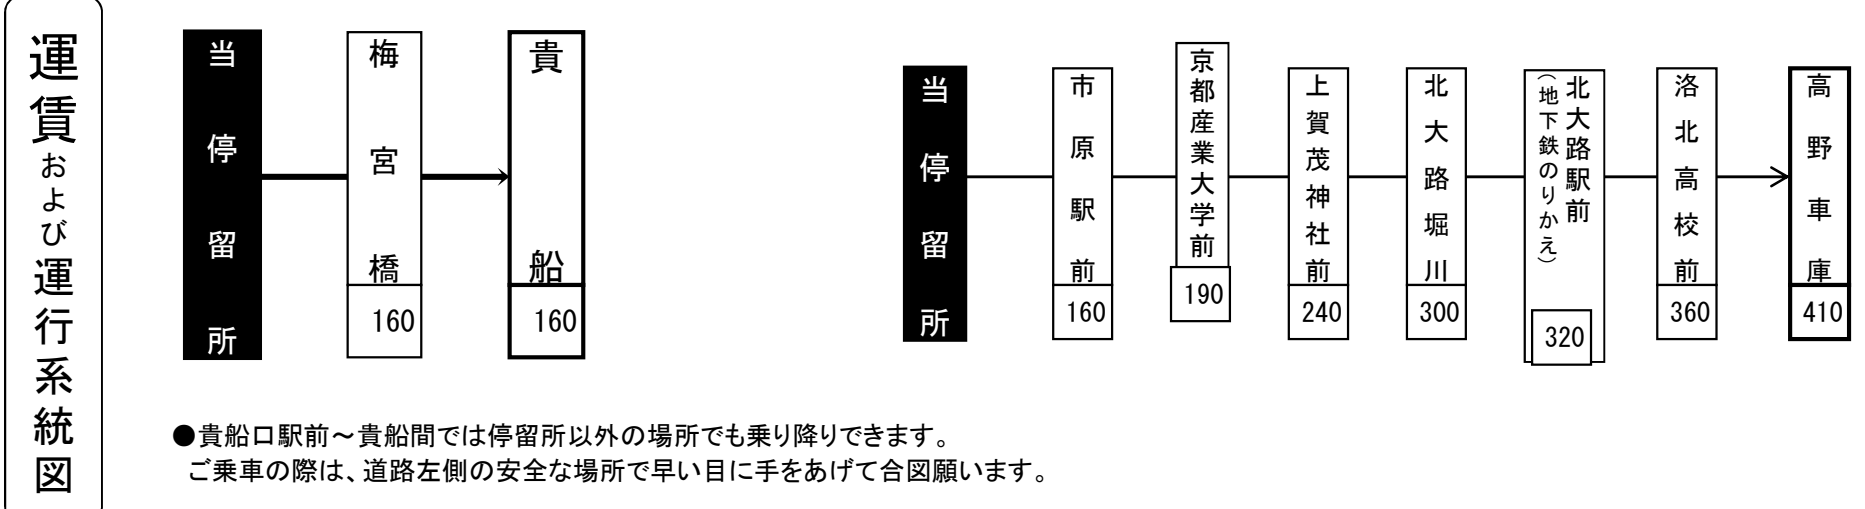 運賃および運行系統図
当停留所
梅宮橋
160
貴船
160
当停留所
市原駅前
160
京都産業大学前
190
上賀茂神社前
240
北大路堀川
300
北大路駅前
(地下鉄のりかえ)
320
洛北高校前
360
高野車庫
410
●貴船口駅前～貴船間では停留所以外の場所でも乗り降りできます。
ご乗車の際は、道路左側の安全な場所で早い目に手をあげて合図願います。